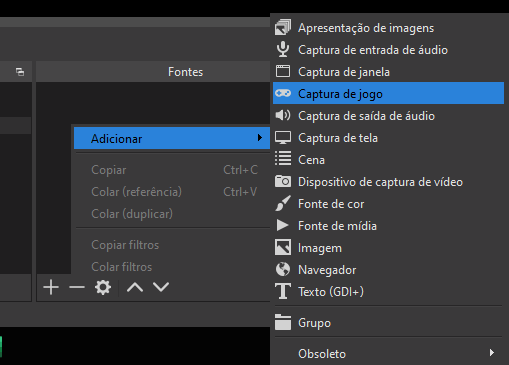 Fontes
Adicionar
Copiar Ctrl+C
Colar (referência) Ctrl+V
Colar (duplicar)
Copiar filtros
Colar filtros
Apresentação de imagens
Captura de entrada de áudio
Captura de janela
Captura de jogo
Captura de saída de áudio
Captura de tela
Cena
Dispositivo de captura de vídeo
Fonte de cor
Fonte de mídia
Imagem
Navegador
Texto (GDI+)
Grupo
Obsoleto